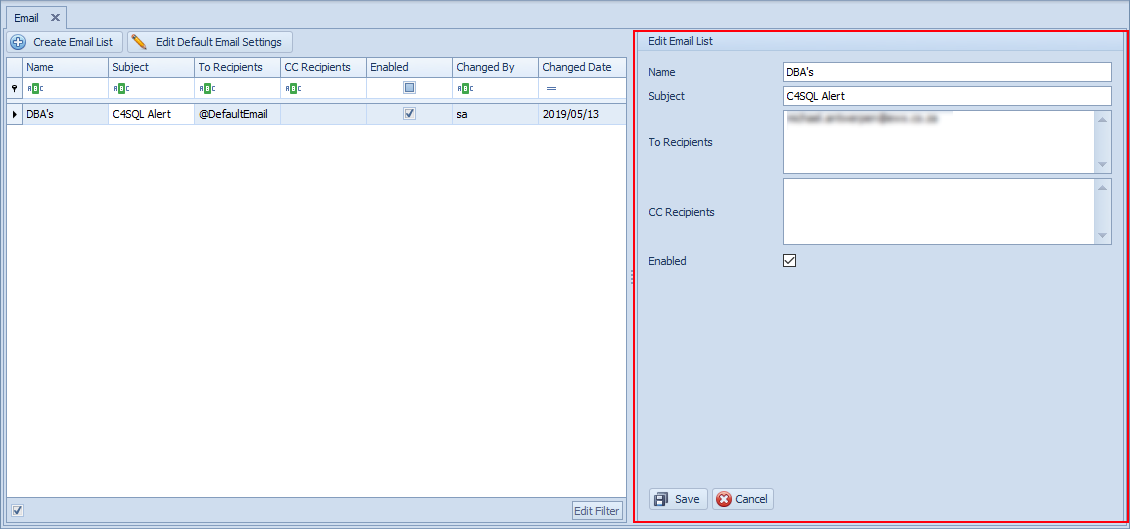 Email
Create Email List Edit Default Email Settings
Name Subject To Recipients CC Recipients Enabled Changed By Changed Date
ABC ABC ABC ABC ABC =
DBA's C4SQL Alert @DefaultEmail sa 2019/05/13
Edit Filter
Edit Email List
Name DBA's
Subject C4SQL Alert
To Recipients
CC Recipients
Enabled
Save Cancel